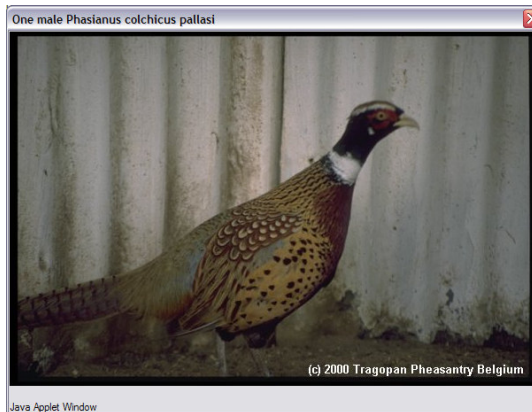 One male Phasianus colchicus pallasi
(c) 2000 Tragopan Pheasantry Belgium
Java Applet Window